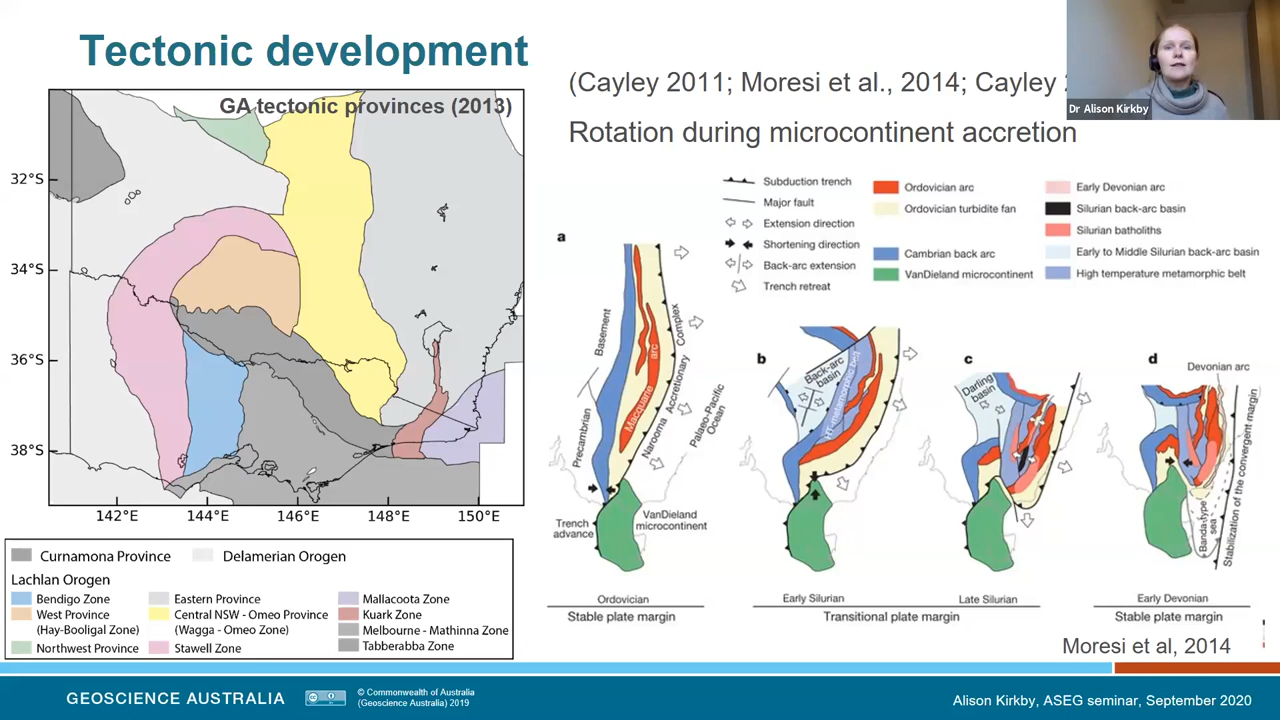 Tectonic development
(Cayley 2011; Moresi et al., 2014; Cayley
Dr Alison Kirkby
GA tectonic provinces (2013)
Rotation during microcontinent accretion
32°S
34°S
36°S
38°S
142°E
144°E
146°E
148°E
150°E
Curnamona Province
Delamerian Orogen
Lachlan Orogen
Bendigo Zone
West Province
(Hay-Booligal Zone)
Northwest Province
Eastern Province
Central NSW - Omeo Province
(Wagga - Omeo Zone)
Stawell Zone
Mallacoota Zone
Kuark Zone
Melbourne - Mathinna Zone
Tabberabba Zone
Subduction trench
Major fault
Extension direction
Shortening direction
Back-arc extension
Trench retreat
Ordovician arc
Ordovician turbidite fan
Cambrian back arc
VanDieland microcontinent
Early Devonian arc
Silurian back-arc basin
Silurian batholiths
Early to Middle Silurian back-arc basin
High temperature metamorphic belt
a
Precambrian Basement
Macquarie arc
Narooma Accretionary Complex
Palaeo-Pacific
Ocean
Trench
advance
VanDieland
microcontinent
b
Back-arc
basin
HT-metamorphic belt
c
Darling
basin
d
Devonian arc
Banda-type
sea
Stabilization of the convergent margin
Ordovician
Stable plate margin
Early Silurian
Late Silurian
Transitional plate margin
Early Devonian
Stable plate margin
Moresi et al, 2014
GEOSCIENCE AUSTRALIA
© Commonwealth of Australia
(Geoscience Australia) 2019
Alison Kirkby, ASEG seminar, September 2020